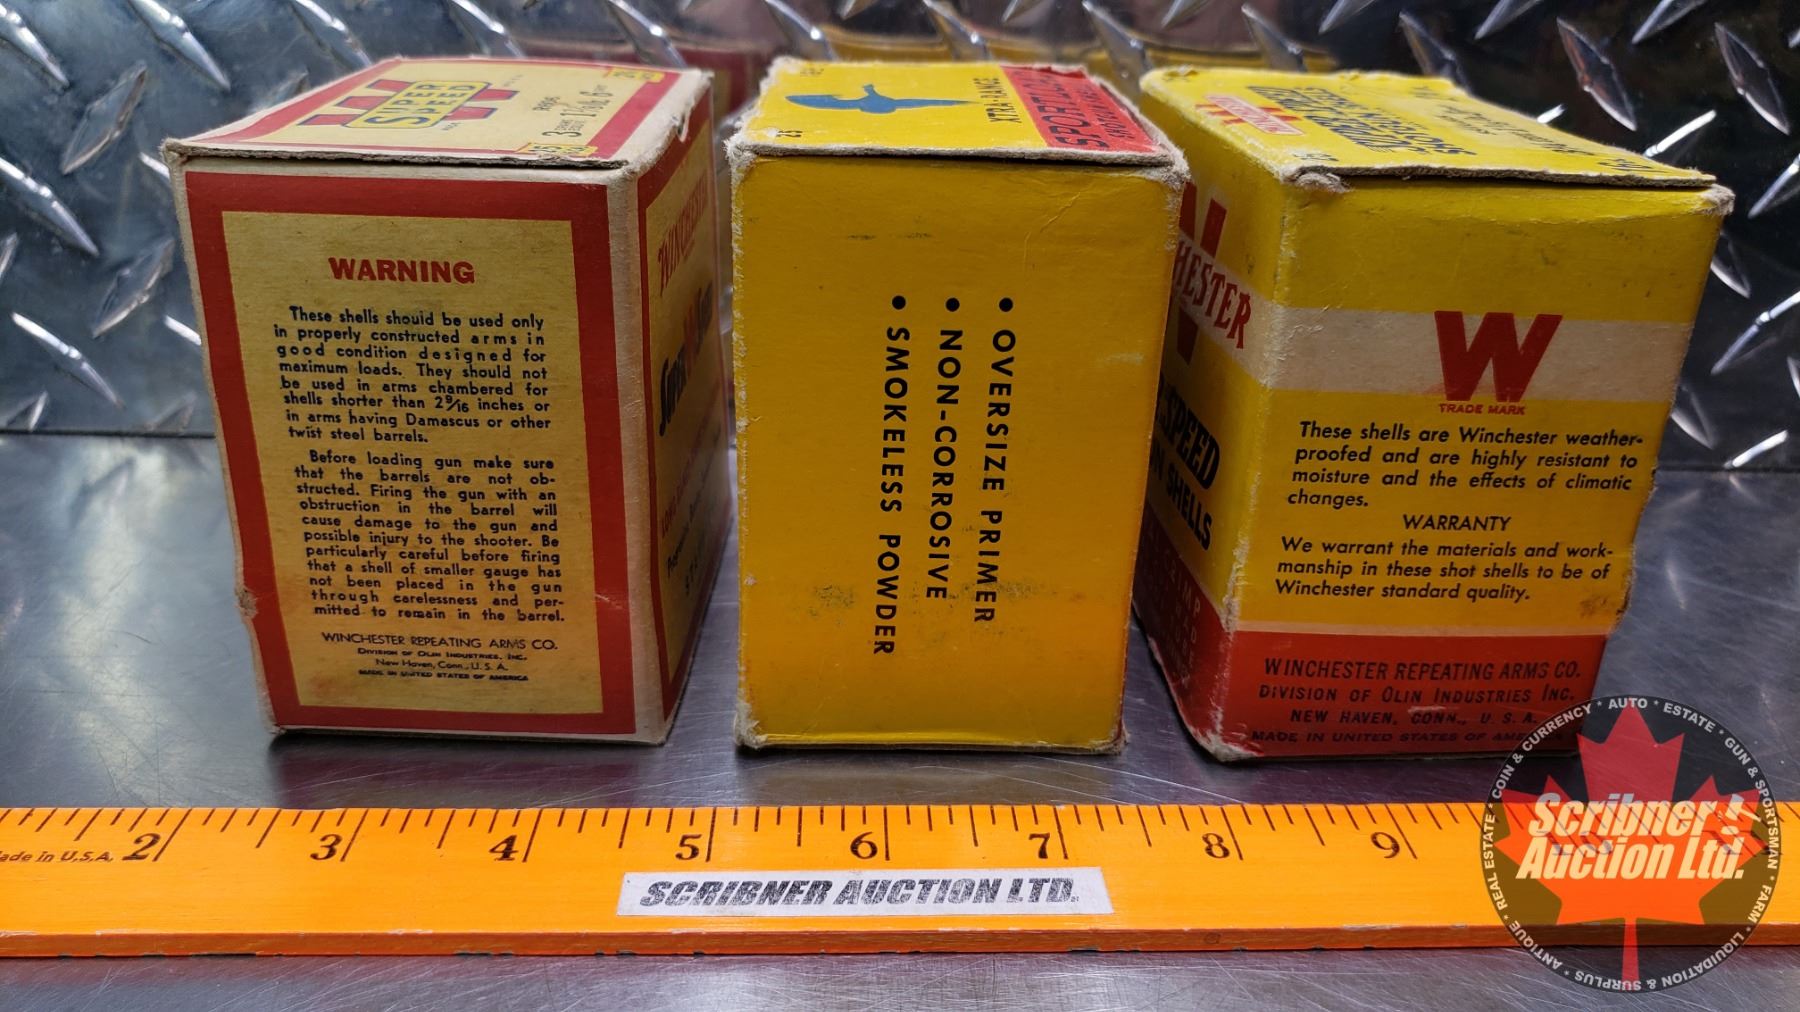 W
SUPER
SPEED
WARNING
These shells should be used only
in properly constructed arms in
good condition designed for
maximum loads. They should not
be used in arms chambered for
shells shorter than 2 9/16 inches or
in arms having Damascus or other
twist steel barrels.
Before loading gun make sure
that the barrels are not ob-
structed. Firing the gun with an
obstruction in the barrel will
cause damage to the gun and
possible injury to the shooter. Be
particularly careful before firing
that a shell of smaller gauge has
not been placed in the gun
through carelessness and per-
mitted to remain in the barrel.
WINCHESTER REPEATING ARMS CO.
DIVISION OF OLIN INDUSTRIES, INC.
New Haven, Conn., U. S. A.
MADE IN UNITED STATES OF AMERICA
WINCHESTER
25
XTRA-RANGE
• OVERSIZE PRIMER
• NON-CORROSIVE
• SMOKELESS POWDER
HESTER
SPEED
SHELLS
W
TRADE MARK
These shells are Winchester weather-
proofed and are highly resistant to
moisture and the effects of climatic
changes.
WARRANTY
We warrant the materials and work-
manship in these shot shells to be of
Winchester standard quality.
WINCHESTER REPEATING ARMS CO.
DIVISION OF OLIN INDUSTRIES INC.
NEW HAVEN, CONN., U. S. A.
MADE IN UNITED STATES OF AME
ade in U.S.A. 2 3 4 5 6 7 8 9
SCRIBNER AUCTION LTD.
Scribner!
Auction Ltd.
ANTIQUE * REAL ESTATE * COIN & CURRENCY * AUTO * ESTATE * GUN & SPORTSMAN * FARM * LIQUIDATION & SURPLUS *